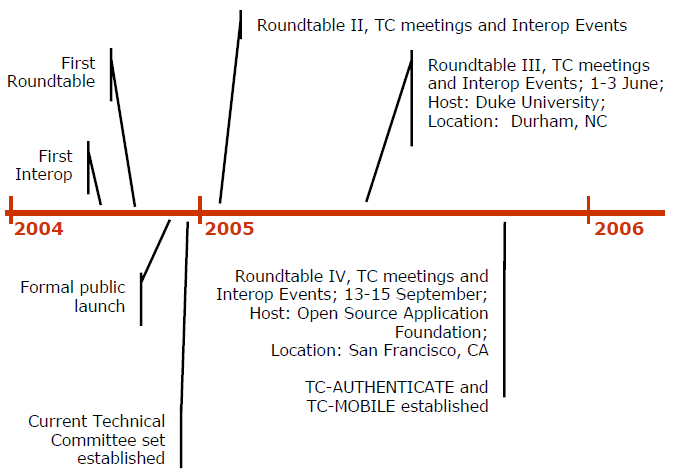 Roundtable II, TC meetings and Interop Events
First
Roundtable
Roundtable III, TC meetings
and Interop Events; 1-3 June;
Host: Duke University;
Location:  Durham, NC
First
Interop
2004
2005
2006
Formal public
launch
Roundtable IV, TC meetings and
Interop Events; 13-15 September;
Host: Open Source Application
Foundation;
Location: San Francisco, CA
TC-AUTHENTICATE and
TC-MOBILE established
Current Technical
Committee set
established